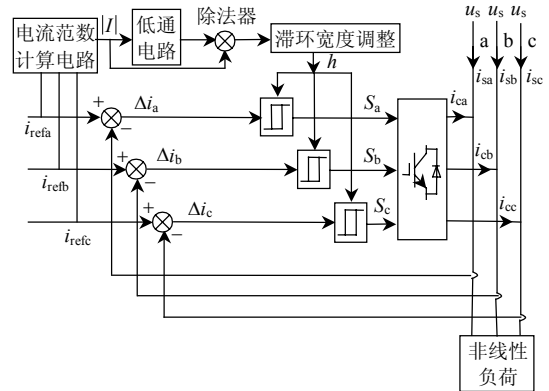 u_s u_s u_s
电流范数
计算电路
|I|
低通
电路
除法器
滞环宽度调整
h
a b c
i_sa i_sb i_sc
i_refa
+
−
Δi_a
S_a
i_ca
i_refb
+
−
Δi_b
S_b
i_cb
i_refc
+
−
Δi_c
S_c
i_cc
非线性
负荷